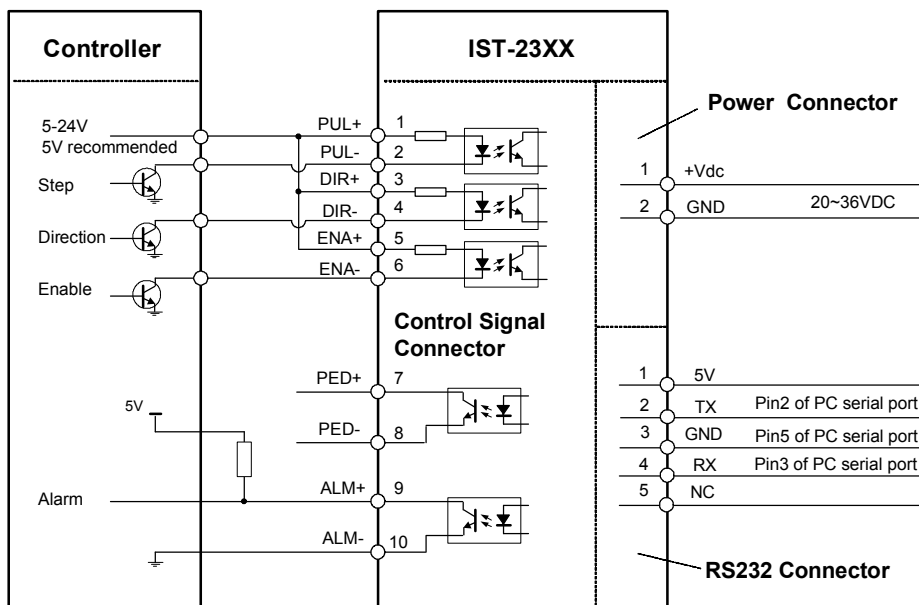 Controller
IST-23XX
5-24V
5V recommended
Step
Direction
Enable
5V
Alarm
PUL+
1
PUL-
2
DIR+
3
DIR-
4
ENA+
5
ENA-
6
Control Signal
Connector
PED+
7
PED-
8
ALM+
9
ALM-
10
Power Connector
1
+Vdc
2
GND
20~36VDC
1
5V
2
TX
Pin2 of PC serial port
3
GND
Pin5 of PC serial port
4
RX
Pin3 of PC serial port
5
NC
RS232 Connector